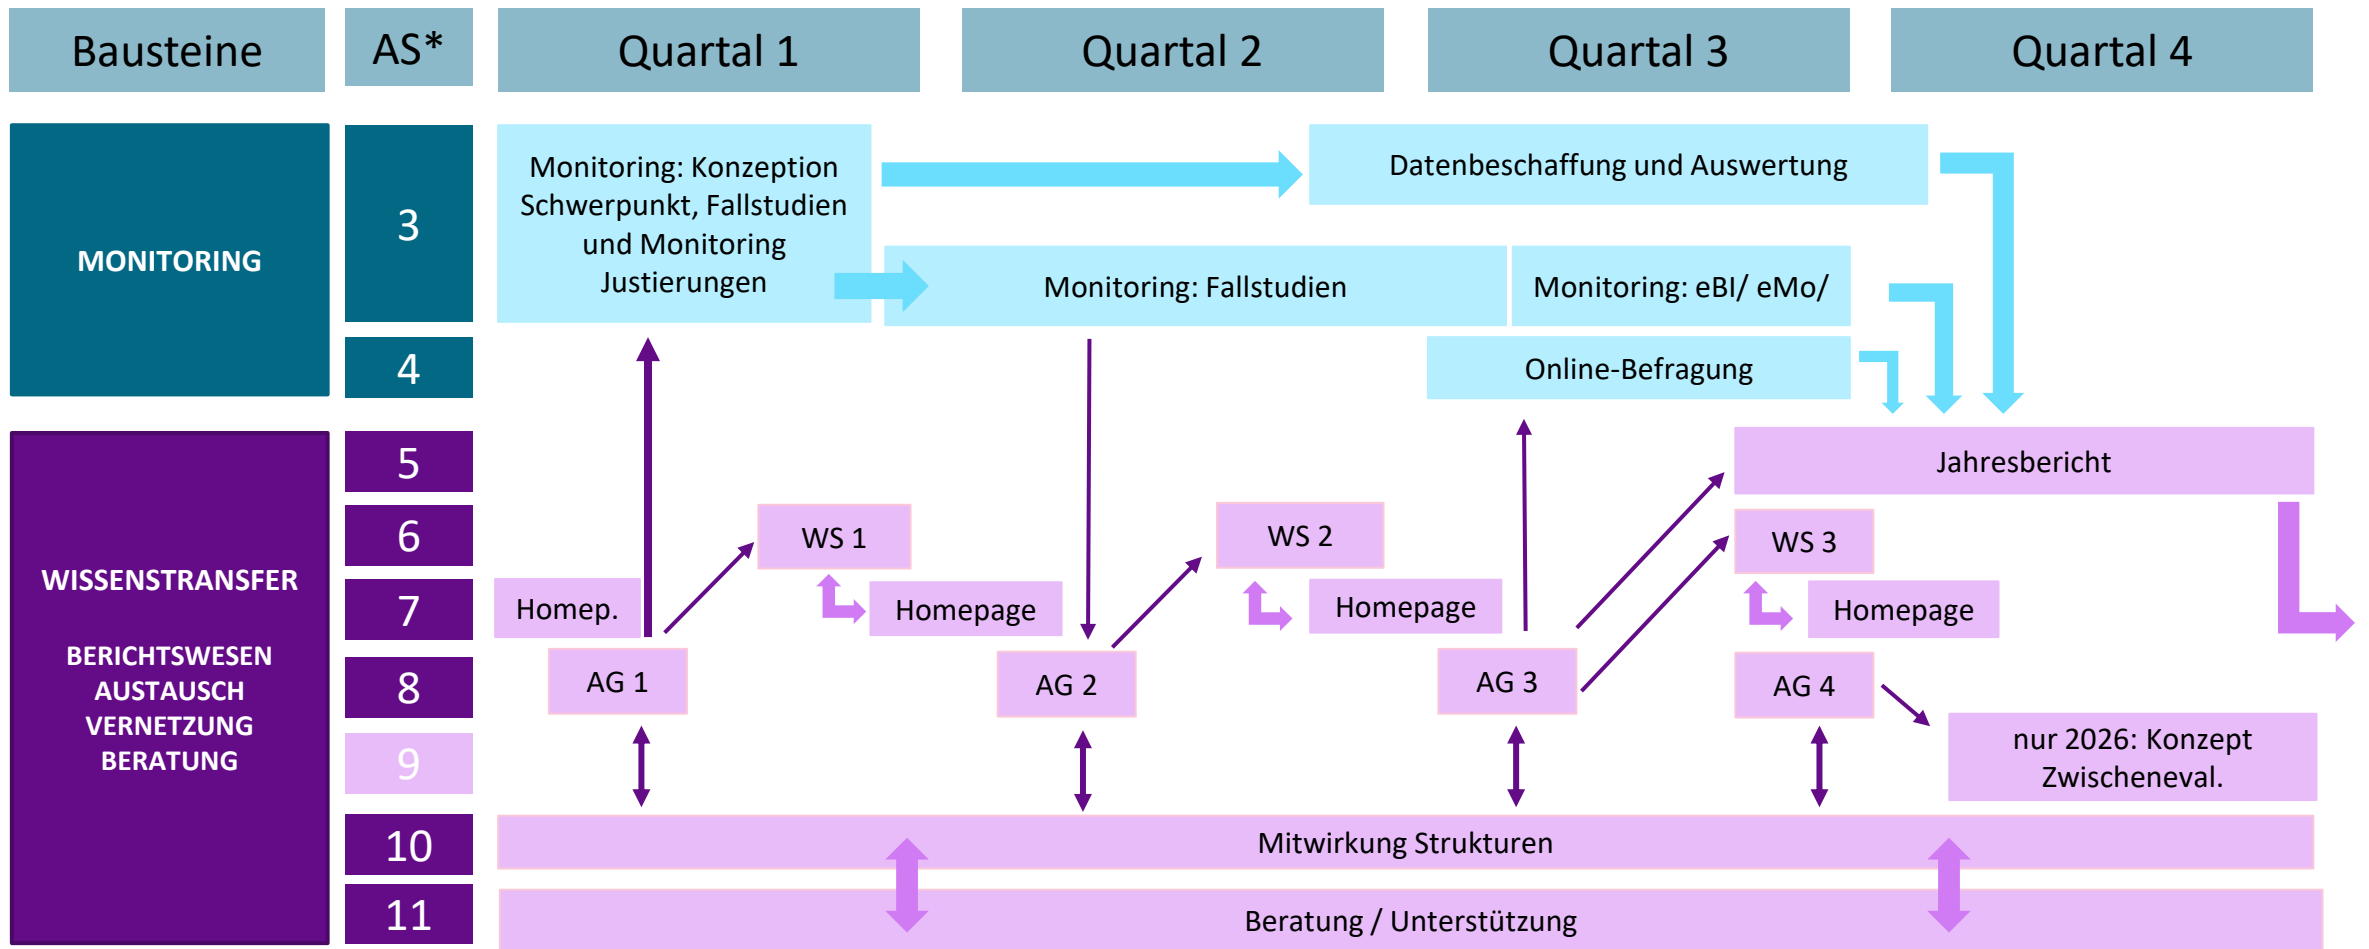 Bausteine
AS*
Quartal 1
Quartal 2
Quartal 3
Quartal 4
MONITORING
3
4
Monitoring: Konzeption
Schwerpunkt, Fallstudien
und Monitoring
Justierungen
Datenbeschaffung und Auswertung
Monitoring: Fallstudien
Monitoring: eBI/ eMo/
Online-Befragung
WISSENSTRANSFER
BERICHTSWESEN
AUSTAUSCH
VERNETZUNG
BERATUNG
5
Jahresbericht
6
WS 1
WS 2
WS 3
7
Homep.
Homepage
Homepage
Homepage
8
AG 1
AG 2
AG 3
AG 4
9
nur 2026: Konzept
Zwischeneval.
10
Mitwirkung Strukturen
11
Beratung / Unterstützung